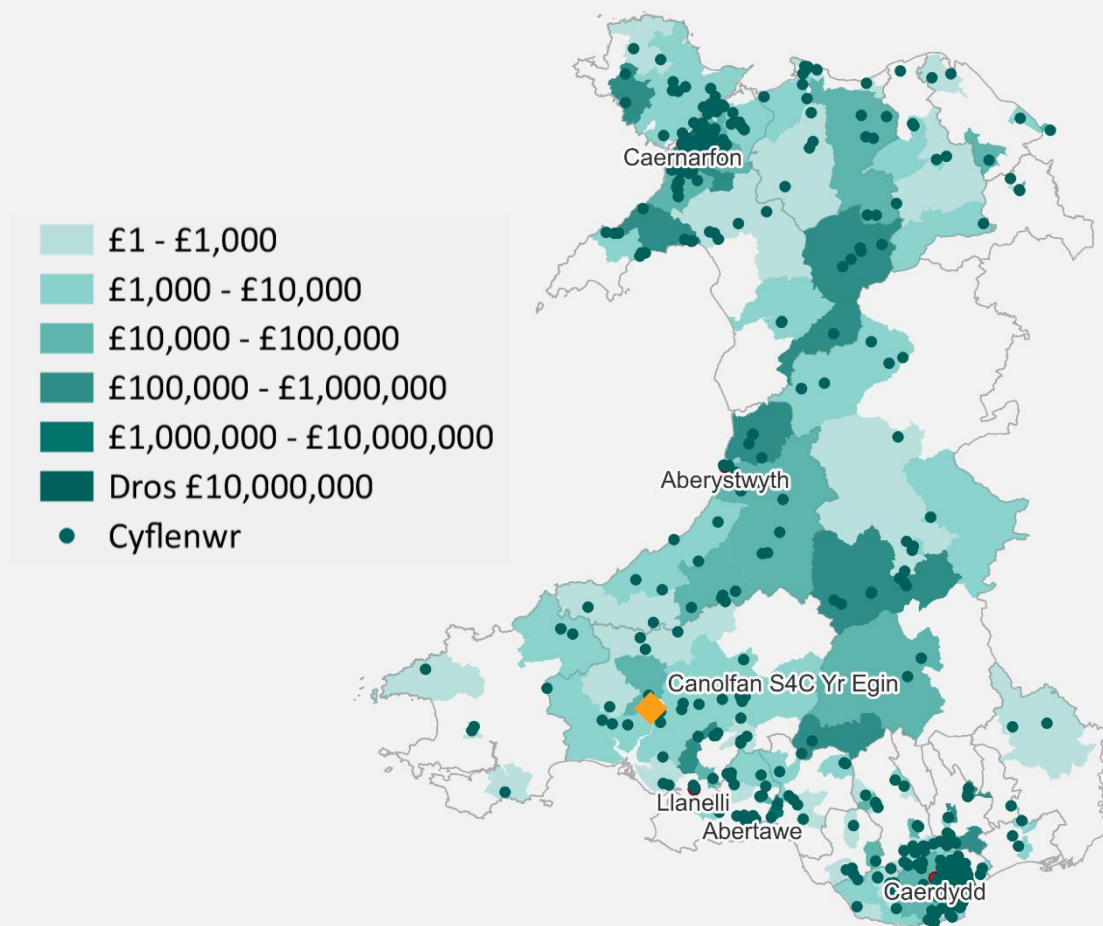 Caernarfon
£1 - £1,000
£1,000 - £10,000
£10,000 - £100,000
£100,000 - £1,000,000
£1,000,000 - £10,000,000
Dros £10,000,000
Cyflenwr
Aberystwyth
Canolfan S4C Yr Egin
Llanelli
Abertawe
Caerdydd